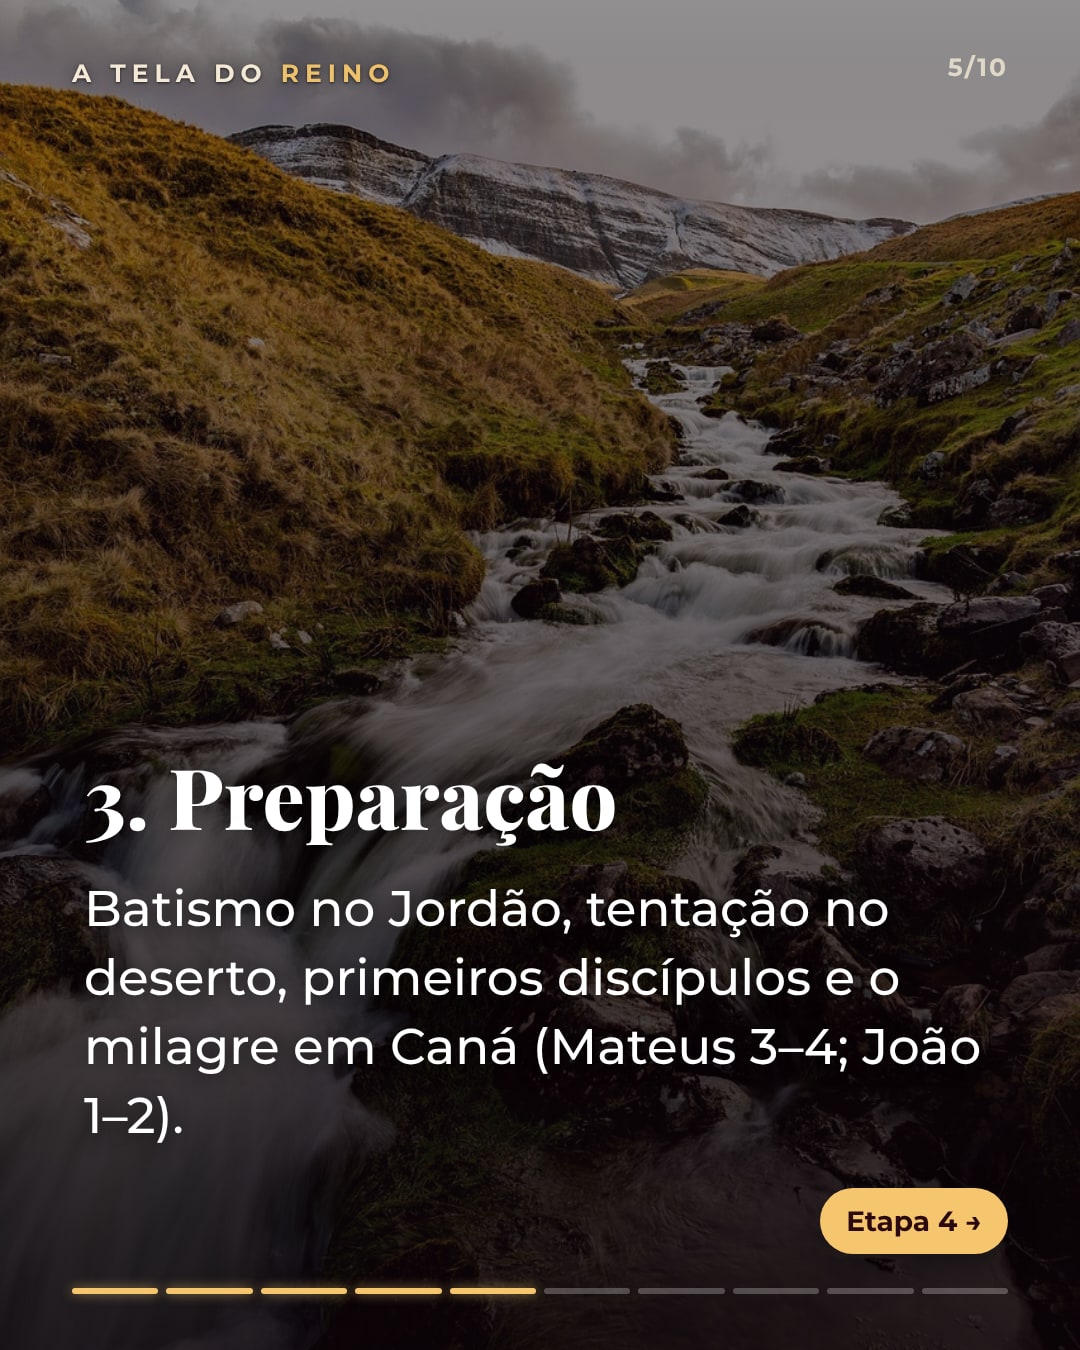 A TELA DO REINO
5/10
3. Preparação
Batismo no Jordão, tentação no
deserto, primeiros discípulos e o
milagre em Caná (Mateus 3–4; João
1–2).
Etapa 4 →